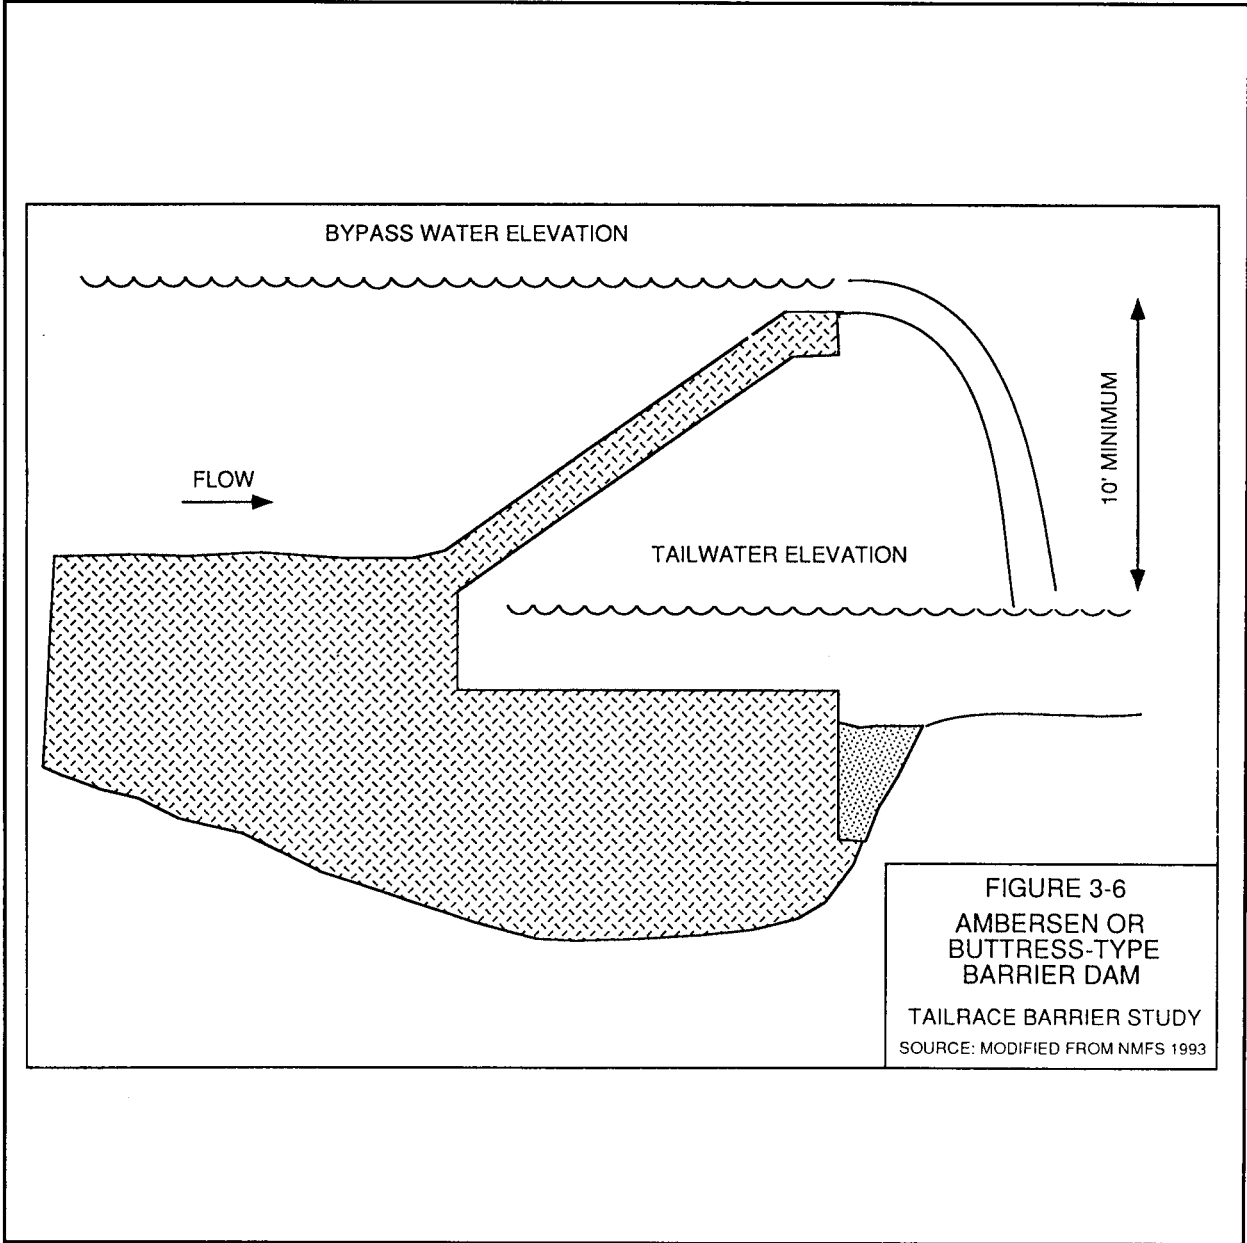 BYPASS WATER ELEVATION
FLOW
10' MINIMUM
TAILWATER ELEVATION
FIGURE 3-6
AMBERSEN OR
BUTTRESS-TYPE
BARRIER DAM
TAILRACE BARRIER STUDY
SOURCE: MODIFIED FROM NMFS 1993